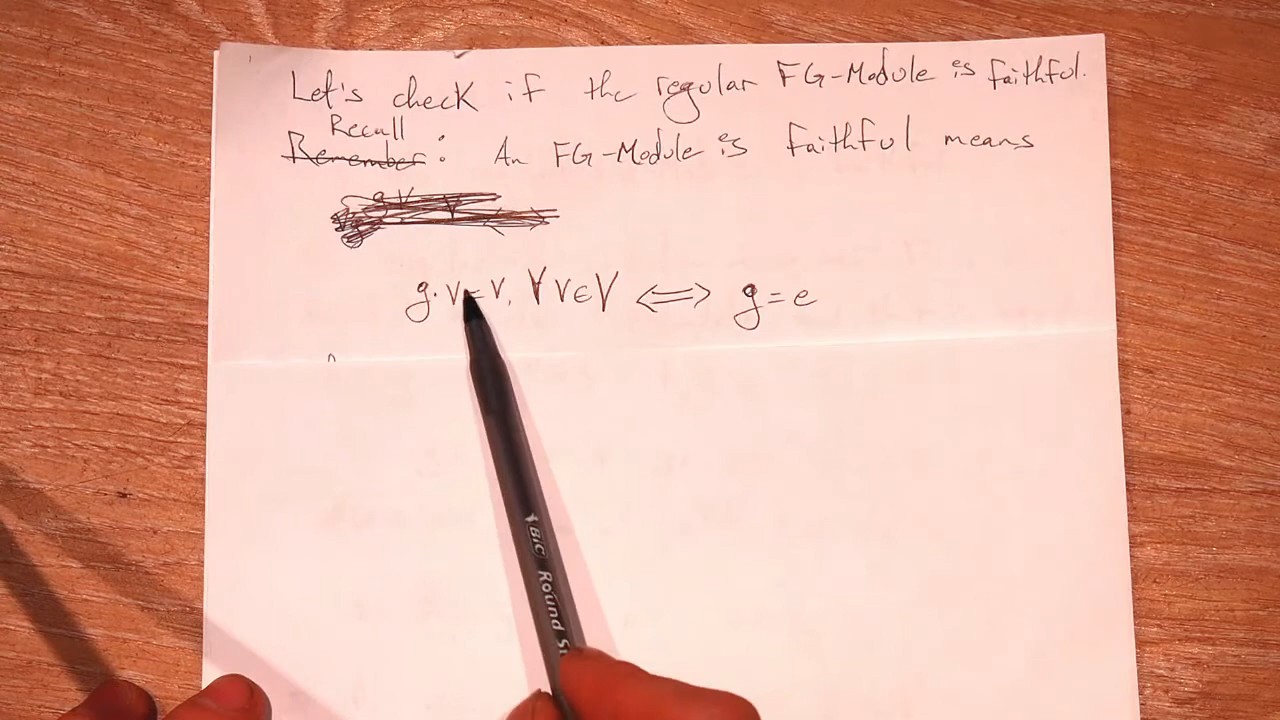 Let's check if the regular FG-Module is faithful.
Recall
Remember: An FG-Module is faithful means
g·v=v, ∀v∈V ⟺ g=e
BIC Round